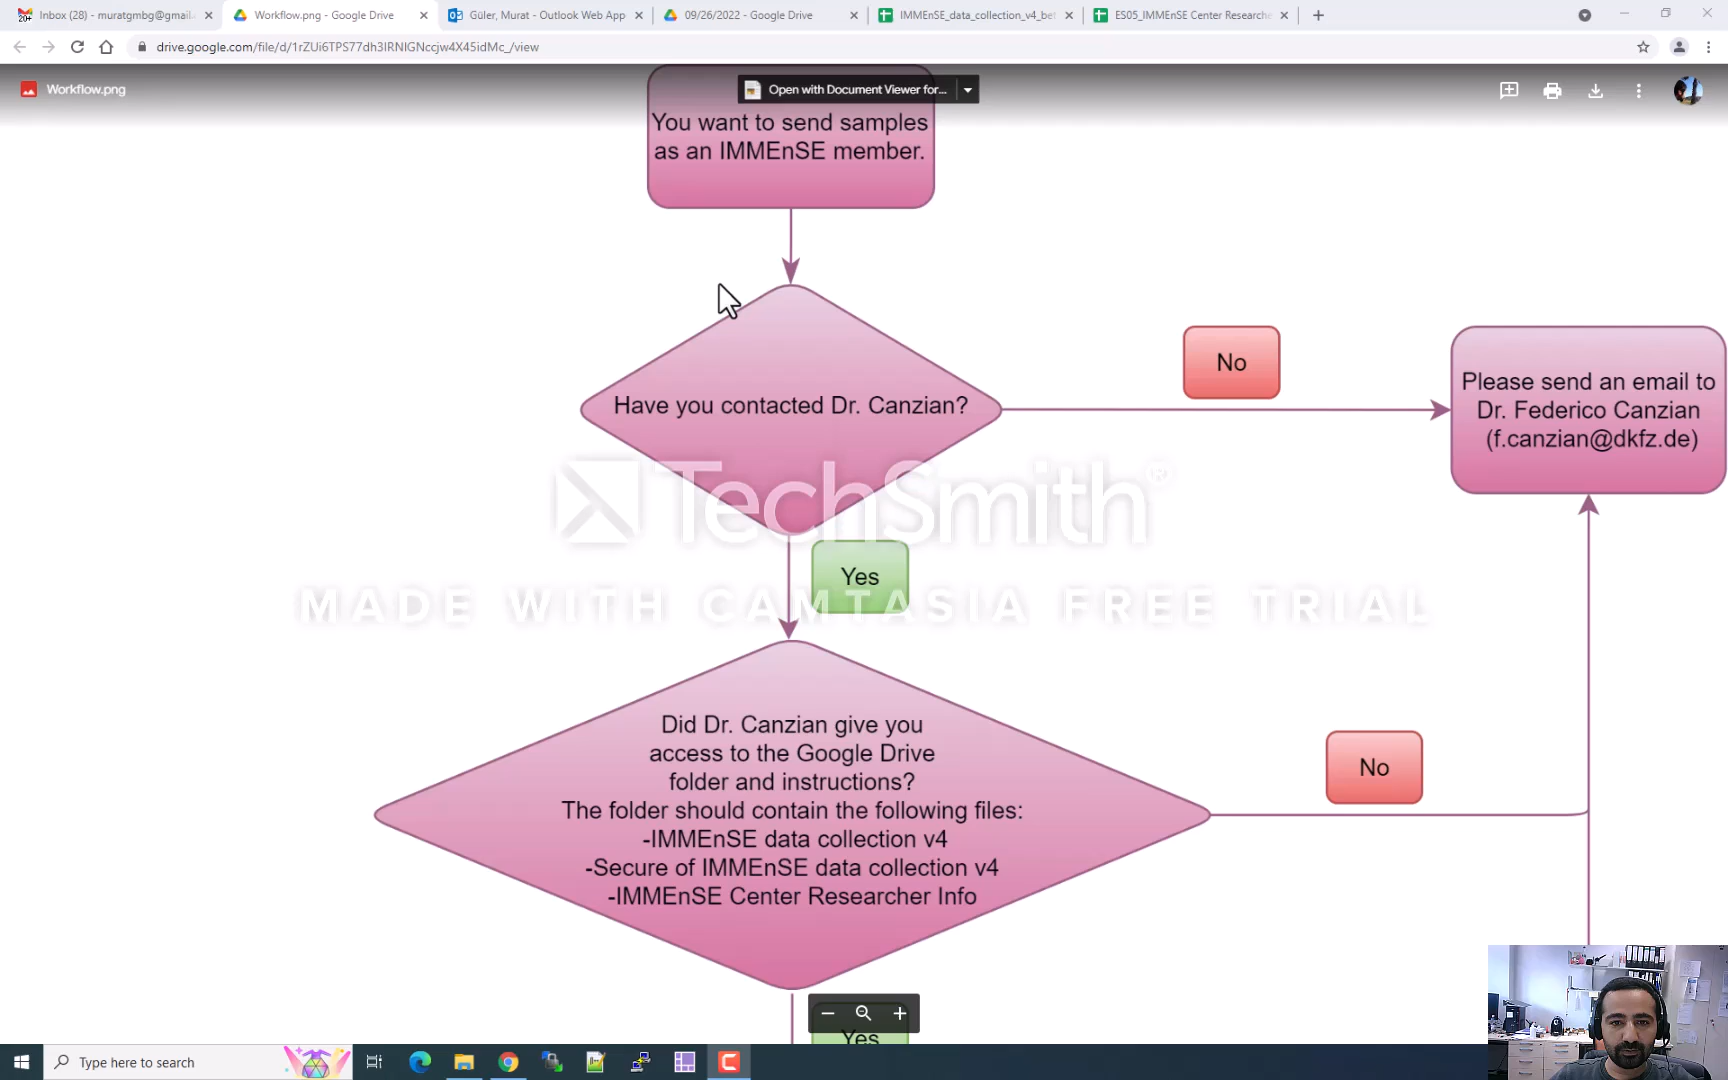 Inbox (28) - muratgmbg@gmail.
Workflow.png - Google Drive
Güler, Murat - Outlook Web App
09/26/2022 - Google Drive
IMMEnSE_data_collection_v4_bet
ES05_IMMEnSE Center Researche
drive.google.com/file/d/1rZUi6TPS77dh3IRNIGNccjw4X45idMc_/view
Workflow.png
Open with Document Viewer for...
You want to send samples
as an IMMEnSE member.
Have you contacted Dr. Canzian?
No
Please send an email to
Dr. Federico Canzian
(f.canzian@dkfz.de)
TechSmith®
Yes
MADE WITH CAMTASIA FREE TRIAL
Did Dr. Canzian give you
access to the Google Drive
folder and instructions?
The folder should contain the following files:
-IMMEnSE data collection v4
-Secure of IMMEnSE data collection v4
-IMMEnSE Center Researcher Info
No
Yes
Type here to search